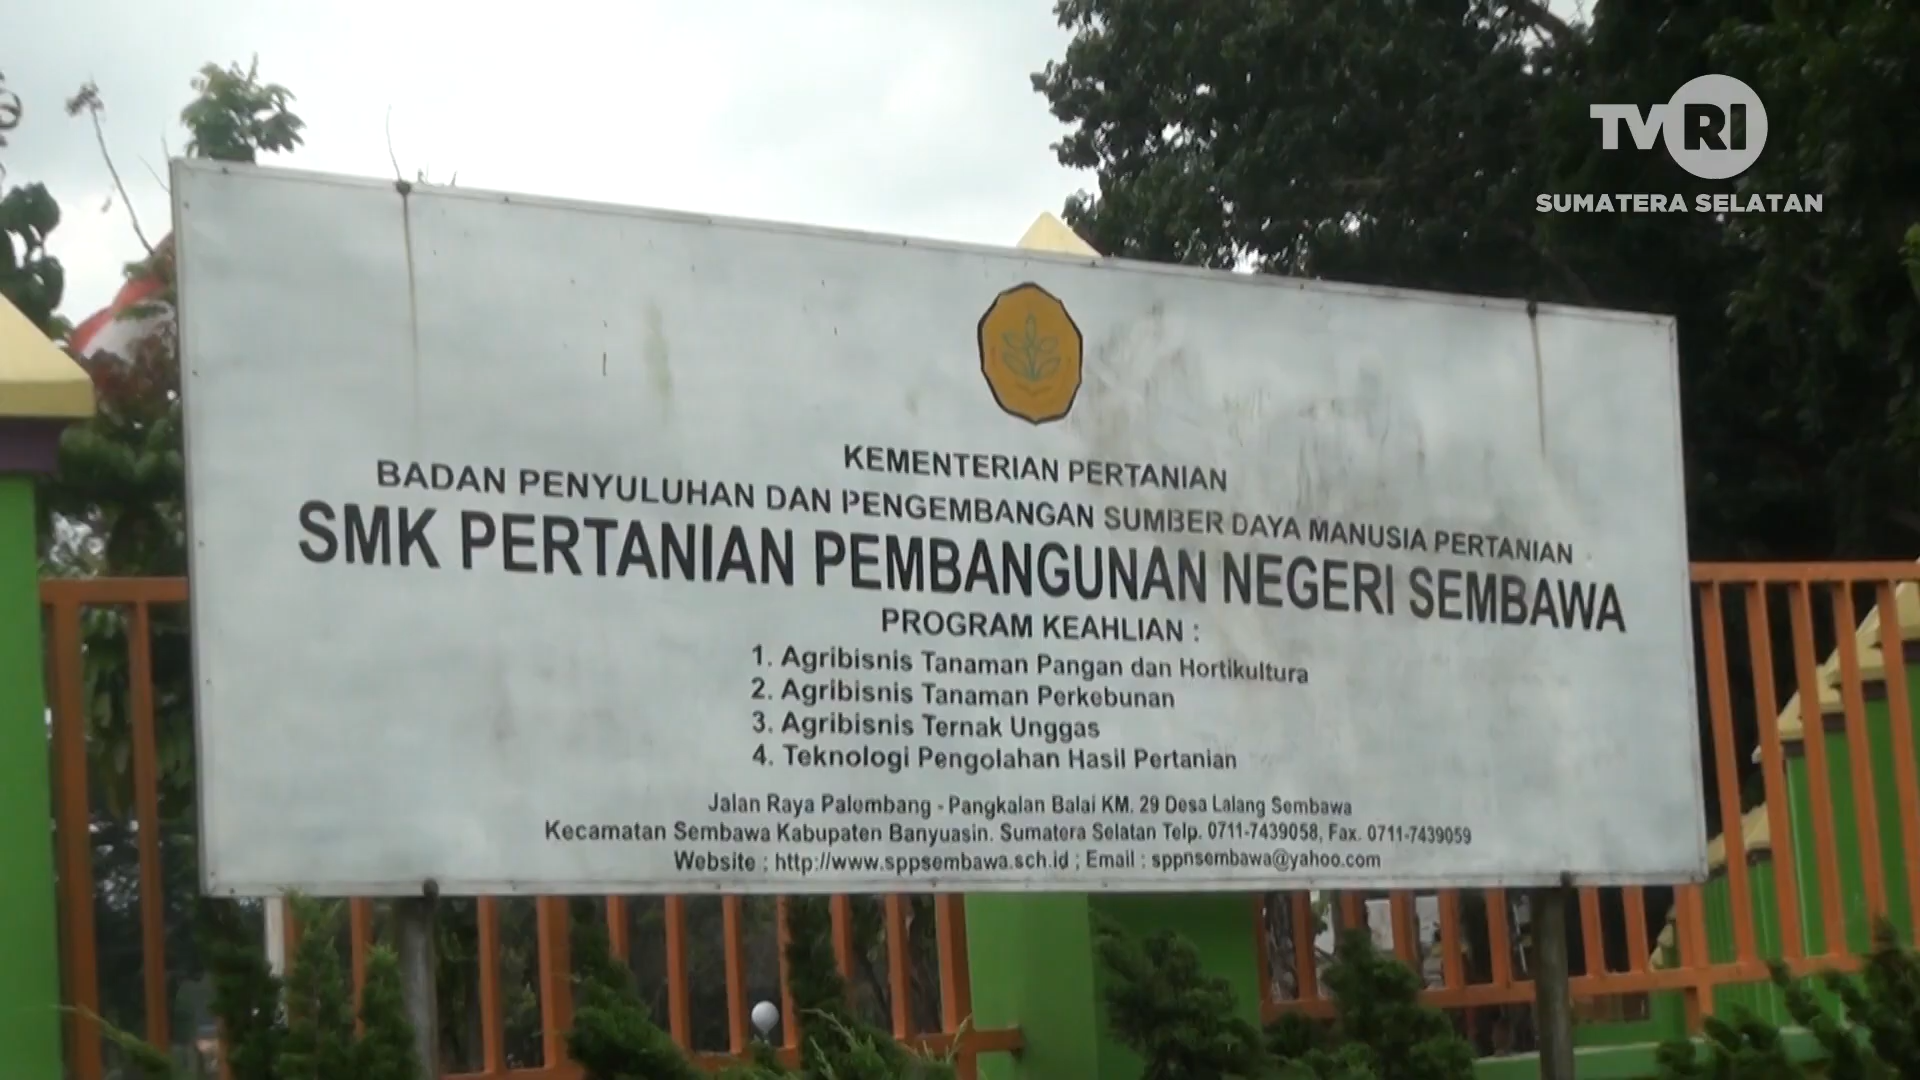 TVRI
SUMATERA SELATAN
KEMENTERIAN PERTANIAN
BADAN PENYULUHAN DAN PENGEMBANGAN SUMBER DAYA MANUSIA PERTANIAN
SMK PERTANIAN PEMBANGUNAN NEGERI SEMBAWA
PROGRAM KEAHLIAN :
1. Agribisnis Tanaman Pangan dan Hortikultura
2. Agribisnis Tanaman Perkebunan
3. Agribisnis Ternak Unggas
4. Teknologi Pengolahan Hasil Pertanian
Jalan Raya Palembang - Pangkalan Balai KM. 29 Desa Lalang Sembawa
Kecamatan Sembawa Kabupaten Banyuasin. Sumatera Selatan Telp. 0711-7439058, Fax. 0711-7439059
Website : http://www.sppsembawa.sch.id ; Email : sppnsembawa@yahoo.com